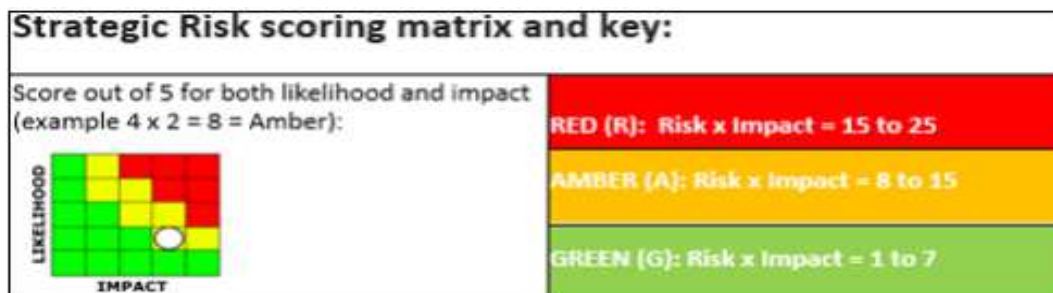 Strategic Risk scoring matrix and key:
Score out of 5 for both likelihood and impact
(example 4 x 2 = 8 = Amber):
LIKELIHOOD
IMPACT
RED (R): Risk x Impact = 15 to 25
AMBER (A): Risk x Impact = 8 to 15
GREEN (G): Risk x Impact = 1 to 7